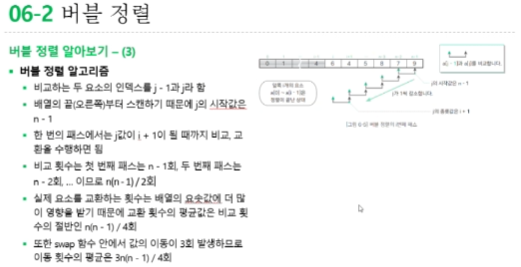 06-2 버블 정렬
버블 정렬 알아보기 – (3)
버블 정렬 알고리즘
비교하는 두 요소의 인덱스를 j - 1과 j라 함
배열의 끝(오른쪽)부터 스캔하기 때문에 j의 시작값은
n - 1
한 번의 패스에서는 j값이 i + 1이 될 때까지 비교, 교
환을 수행하면 됨
비교 횟수는 첫 번째 패스는 n - 1회, 두 번째 패스는
n - 2회, ... 이므로 n(n - 1) / 2회
실제 요소를 교환하는 횟수는 배열의 요솟값에 더 많
이 영향을 받기 때문에 교환 횟수의 평균값은 비교 횟
수의 절반인 n(n - 1) / 4회
또한 swap 함수 안에서 값의 이동이 3회 발생하므로
이동 횟수의 평균은 3n(n - 1) / 4회
6 4 5 8 7 9
a[j - 1]과 a[j]를 비교합니다.
j의 시작값은 n - 1
j가 1씩 감소합니다.
정렬이 끝난 상태
j의 종료값은 i + 1